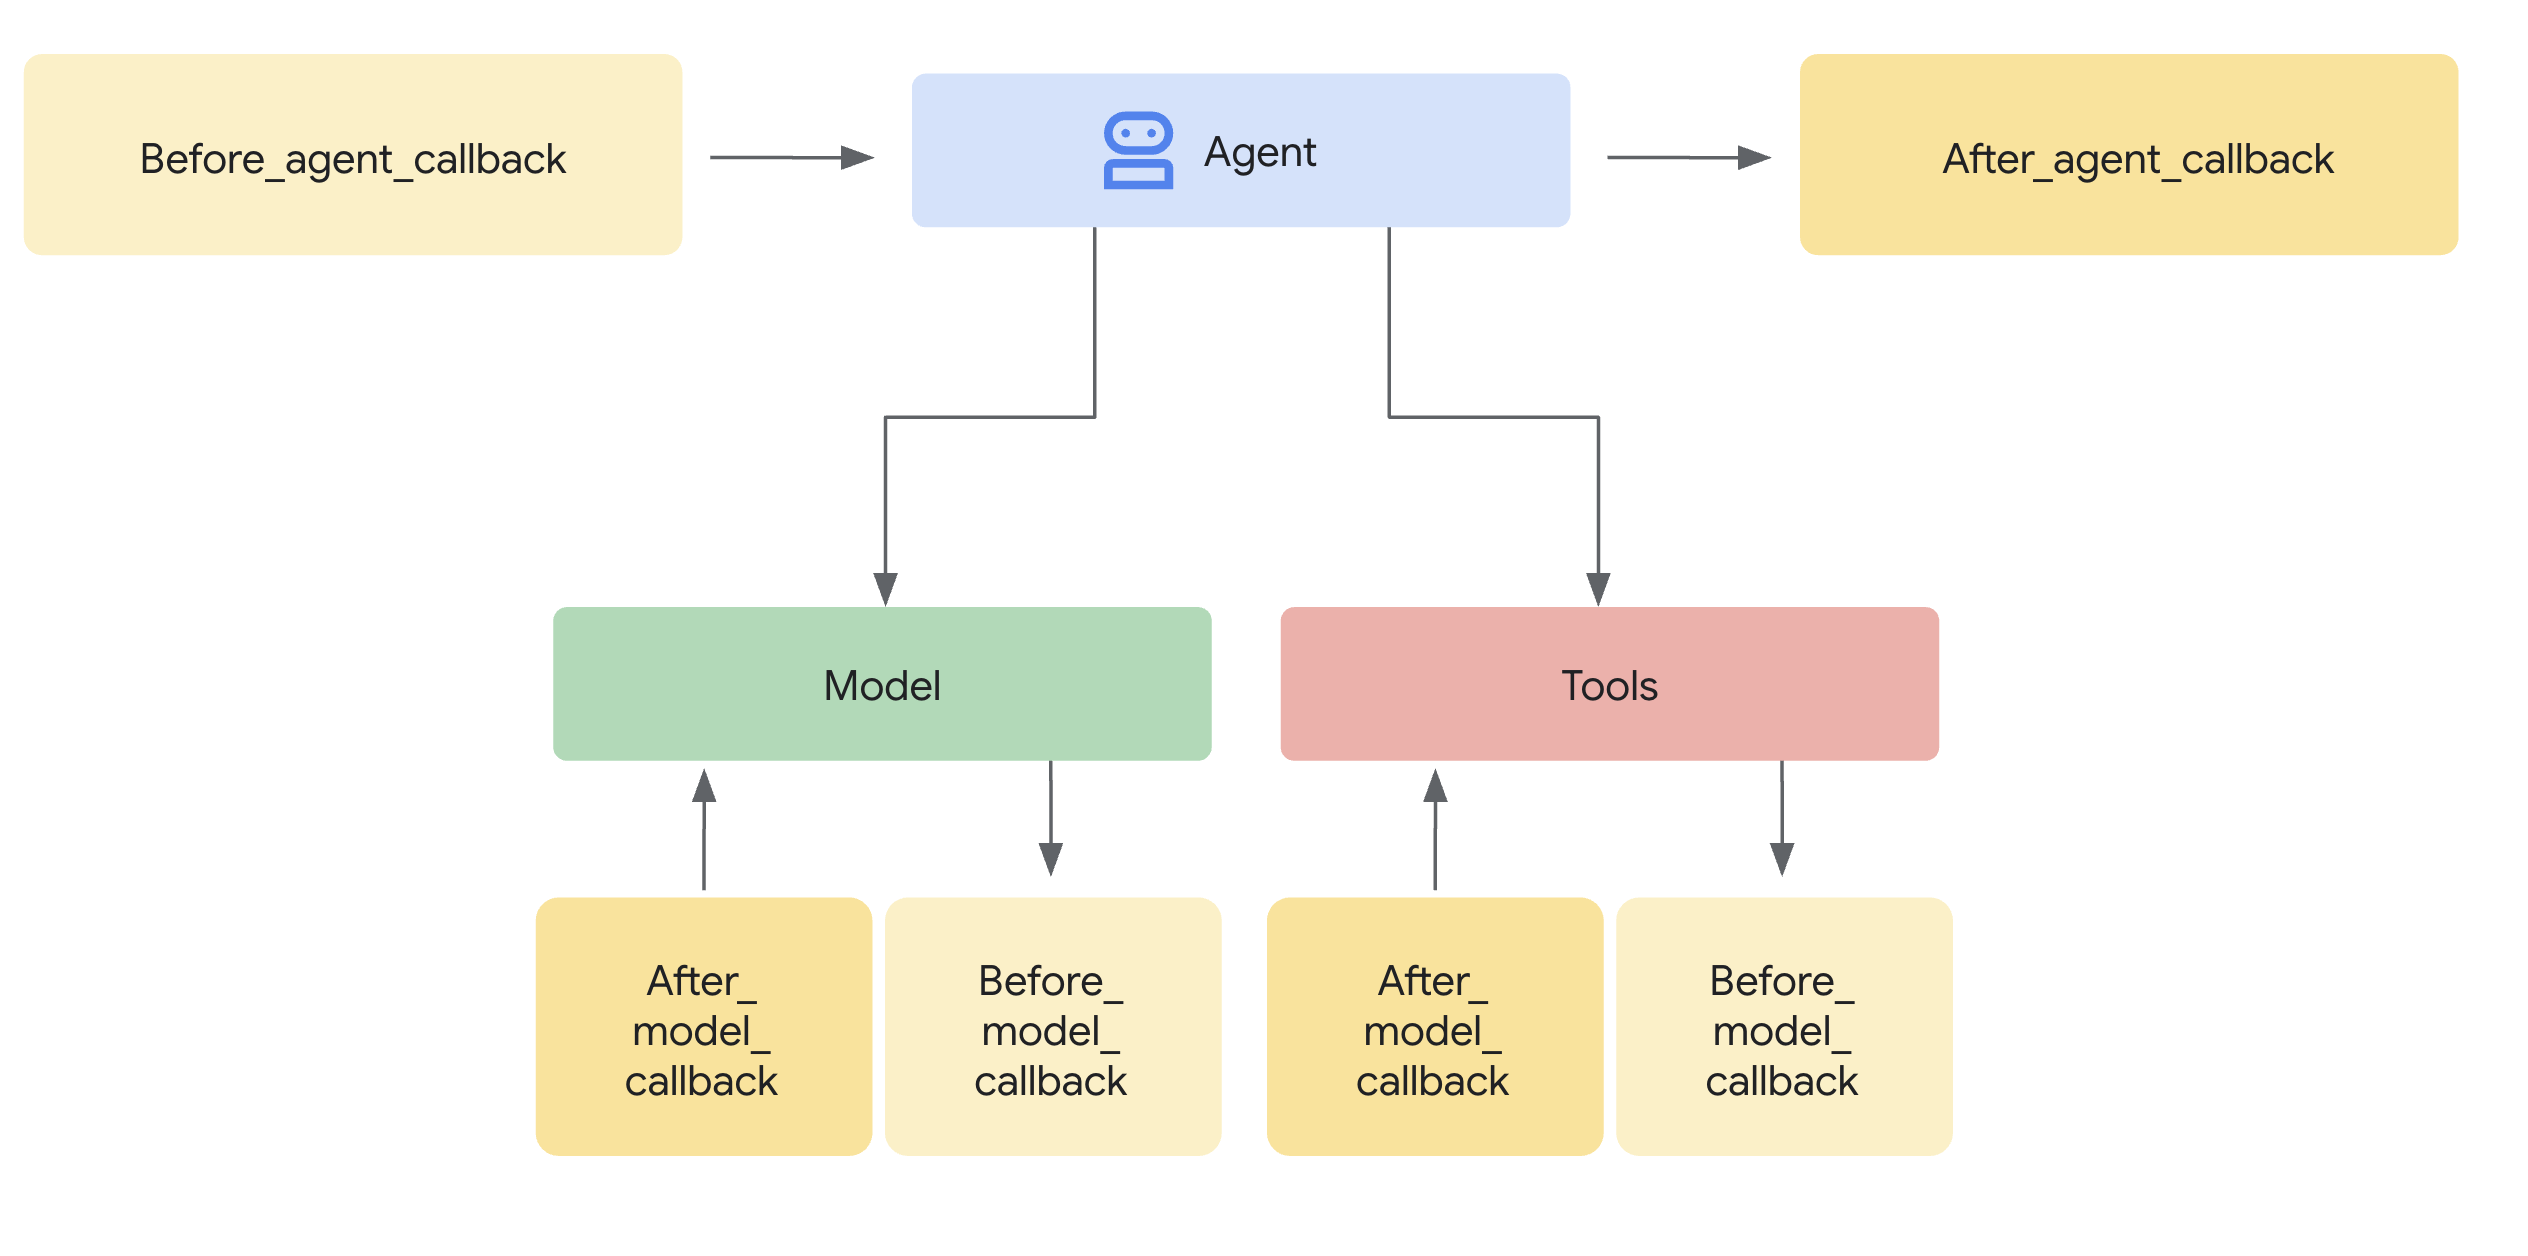 Before_agent_callback
Agent
After_agent_callback
Model
Tools
After_
model_
callback
Before_
model_
callback
After_
model_
callback
Before_
model_
callback